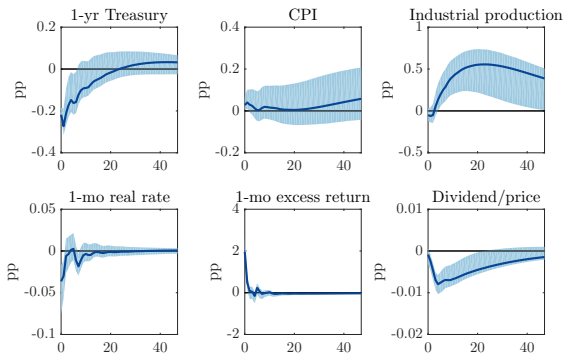 1-yr Treasury CPI Industrial production
0.2 0.4 1
0 0.2 0.5
pp -0.2 0 pp 0
-0.4 -0.2 -0.5
0 20 40 0 20 40 0 20 40
1-mo real rate 1-mo excess return Dividend/price
0.05 4 0.01
0 2 0
pp -0.05 0 pp -0.01
-0.1 -2 -0.02
0 20 40 0 20 40 0 20 40